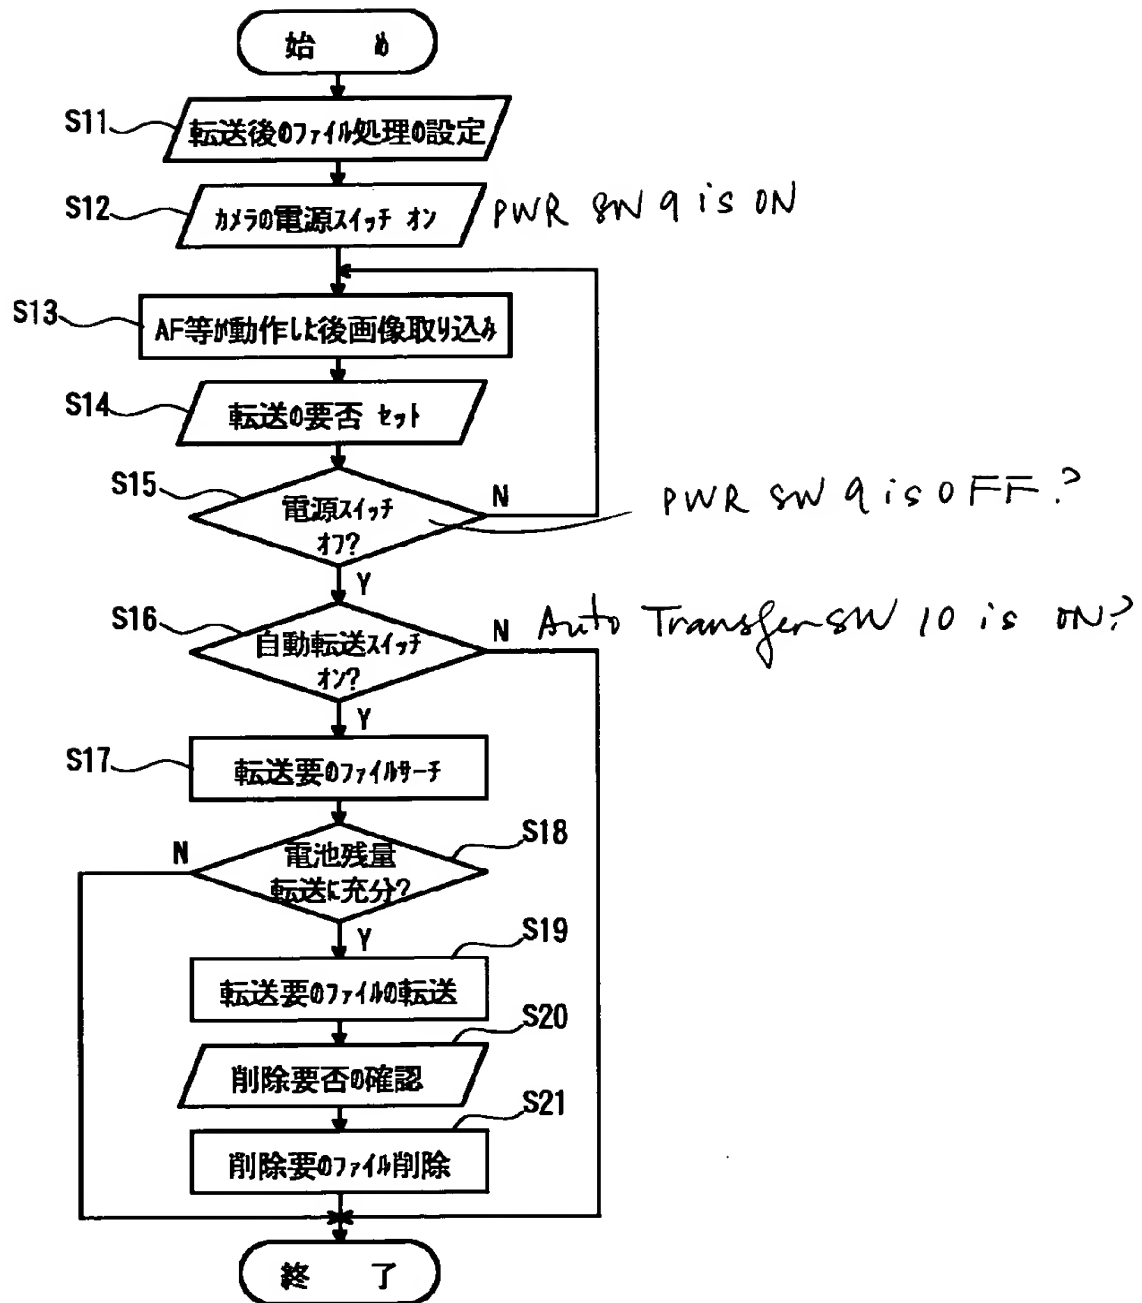 始 め
S11
転送後のファイル処理の設定
S12
カメラの電源スイッチ オン
PWR SW 9 is ON
S13
AF等が動作した後画像取り込み
S14
転送の要否 セット
S15
電源スイッチ
オフ?
N
PWR SW 9 is OFF?
Y
S16
自動転送スイッチ
オン?
N
Auto Transfer SW 10 is ON?
Y
S17
転送要のファイルサーチ
S18
N
電池残量
転送に充分?
Y
S19
転送要のファイルの転送
S20
削除要否の確認
S21
削除要のファイル削除
終 了